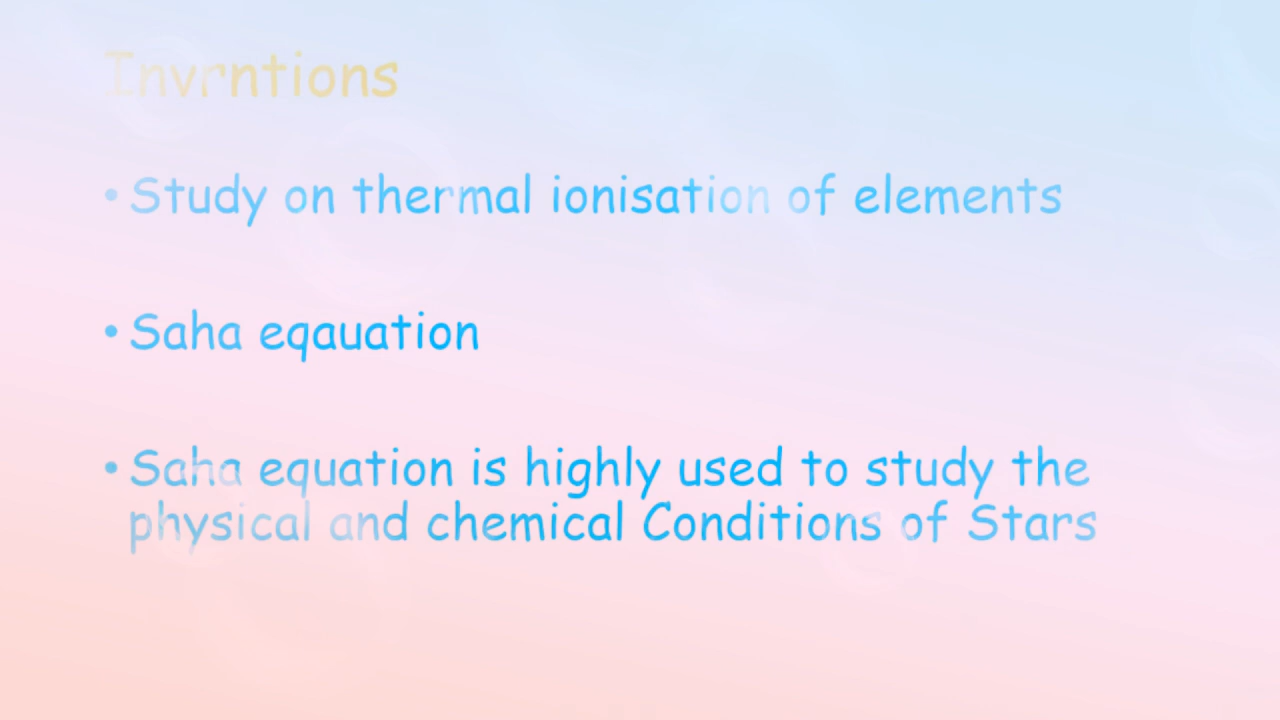 Invrntions
• Study on thermal ionisation of elements
• Saha eqauation
• Saha equation is highly used to study the
physical and chemical Conditions of Stars